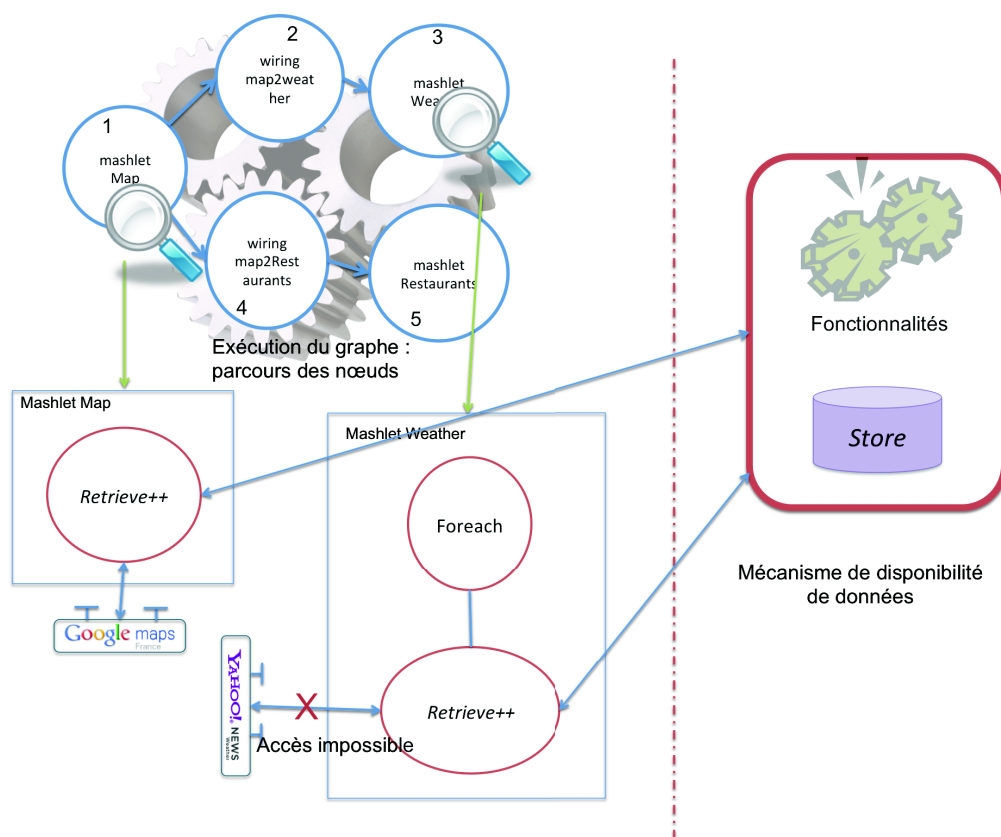 1
mashlet
Map
2
wiring
map2weat
her
3
mashlet
4
wiring
map2Rest
aurants
5
mashlet
Restaurants
Exécution du graphe :
parcours des nœuds
Mashlet Map
Retrieve++
Google maps
France
Mashlet Weather
Foreach
Retrieve++
YAHOO! NEWS
Weather
X
Accès impossible
Fonctionnalités
Store
Mécanisme de disponibilité
de données